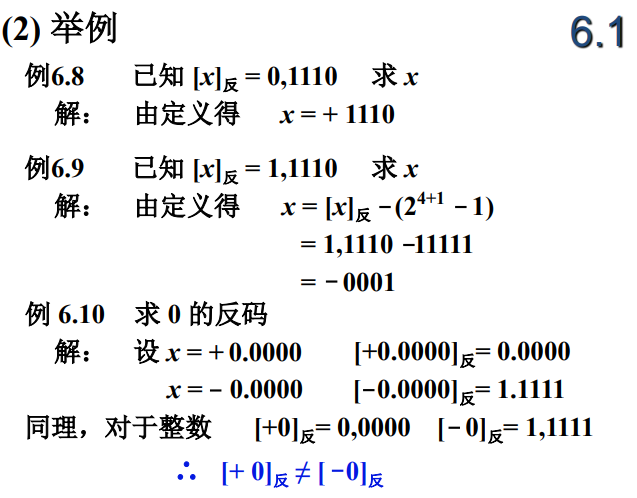 (2) 举例 6.1
例6.8 已知 [x]反 = 0,1110 求 x
解： 由定义得 x = + 1110
例6.9 已知 [x]反 = 1,1110 求 x
解： 由定义得 x = [x]反 −(2⁴⁺¹ − 1)
= 1,1110 −11111
= − 0001
例 6.10 求 0 的反码
解： 设 x = + 0.0000 [+0.0000]反= 0.0000
x = − 0.0000 [−0.0000]反= 1.1111
同理，对于整数 [+0]反= 0,0000 [− 0]反= 1,1111
∴ [+ 0]反 ≠ [ −0]反